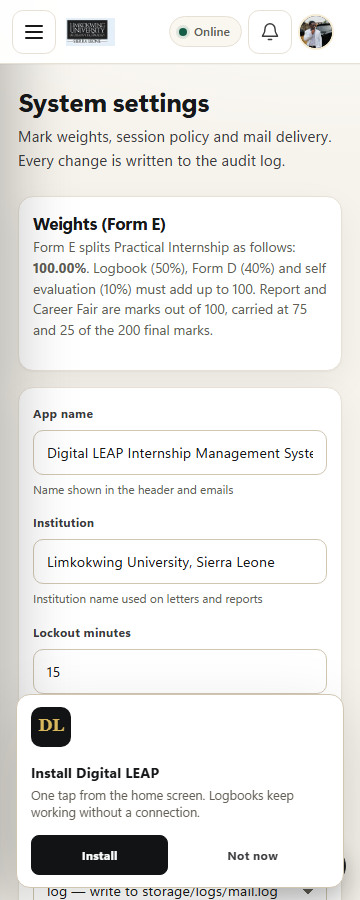 LIMKOKWING
UNIVERSITY
SIERRA LEONE
Online
System settings
Mark weights, session policy and mail delivery.
Every change is written to the audit log.
Weights (Form E)
Form E splits Practical Internship as follows:
100.00%. Logbook (50%), Form D (40%) and self
evaluation (10%) must add up to 100. Report and
Career Fair are marks out of 100, carried at 75
and 25 of the 200 final marks.
App name
Digital LEAP Internship Management Syste
Name shown in the header and emails
Institution
Limkokwing University, Sierra Leone
Institution name used on letters and reports
Lockout minutes
15
DL
Install Digital LEAP
One tap from the home screen. Logbooks keep
working without a connection.
Install
Not now
log — write to storage/logs/mail.log